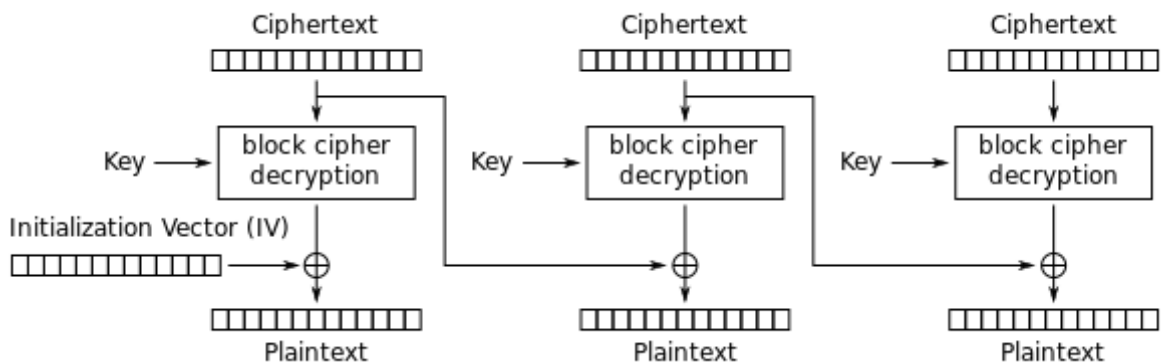 Ciphertext
Ciphertext
Ciphertext
Key
block cipher
decryption
Key
block cipher
decryption
Key
block cipher
decryption
Initialization Vector (IV)
Plaintext
Plaintext
Plaintext